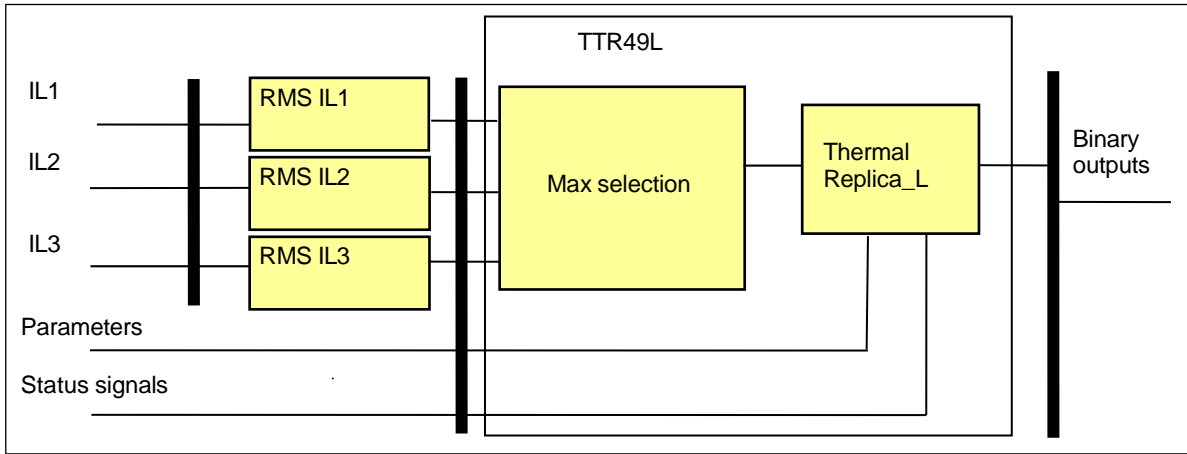 TTR49L
IL1
RMS IL1
IL2
RMS IL2
IL3
RMS IL3
Max selection
Thermal
Replica_L
Binary
outputs
Parameters
Status signals